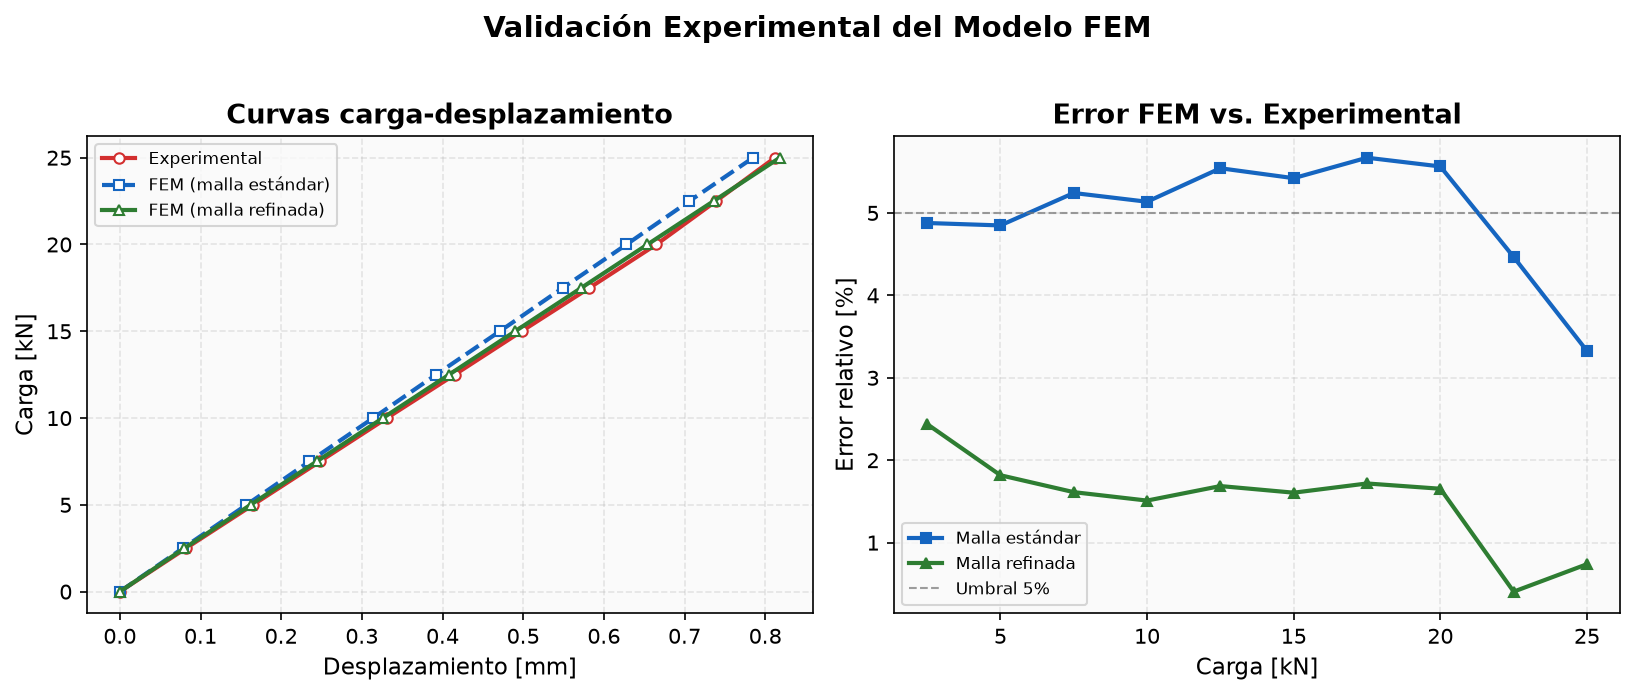 Validación Experimental del Modelo FEM
Curvas carga-desplazamiento
Carga [kN]
25
20
15
10
5
0
Experimental
FEM (malla estándar)
FEM (malla refinada)
0.0 0.1 0.2 0.3 0.4 0.5 0.6 0.7 0.8
Desplazamiento [mm]
Error FEM vs. Experimental
Error relativo [%]
5
4
3
2
1
Malla estándar
Malla refinada
Umbral 5%
5 10 15 20 25
Carga [kN]